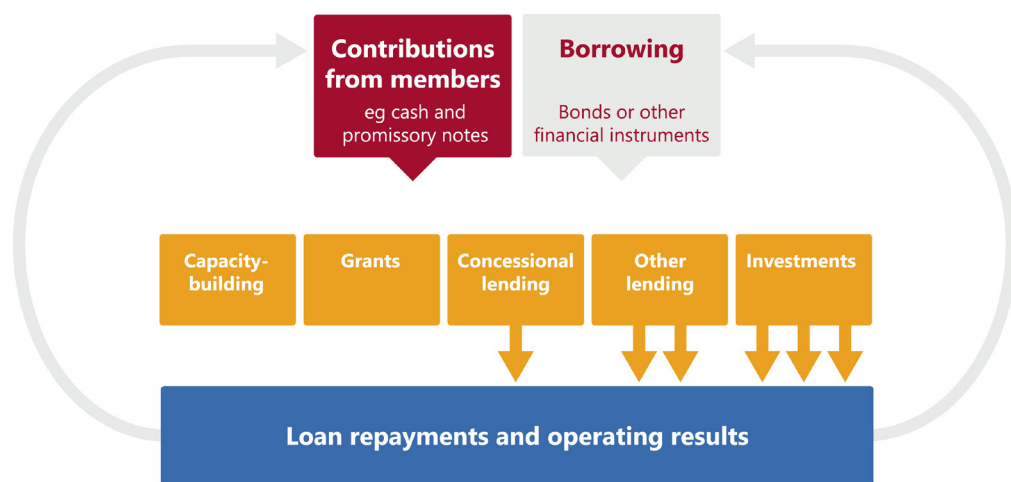 Contributions
from members
eg cash and
promissory notes
Borrowing
Bonds or other
financial instruments
Capacity-
building
Grants
Concessional
lending
Other
lending
Investments
Loan repayments and operating results